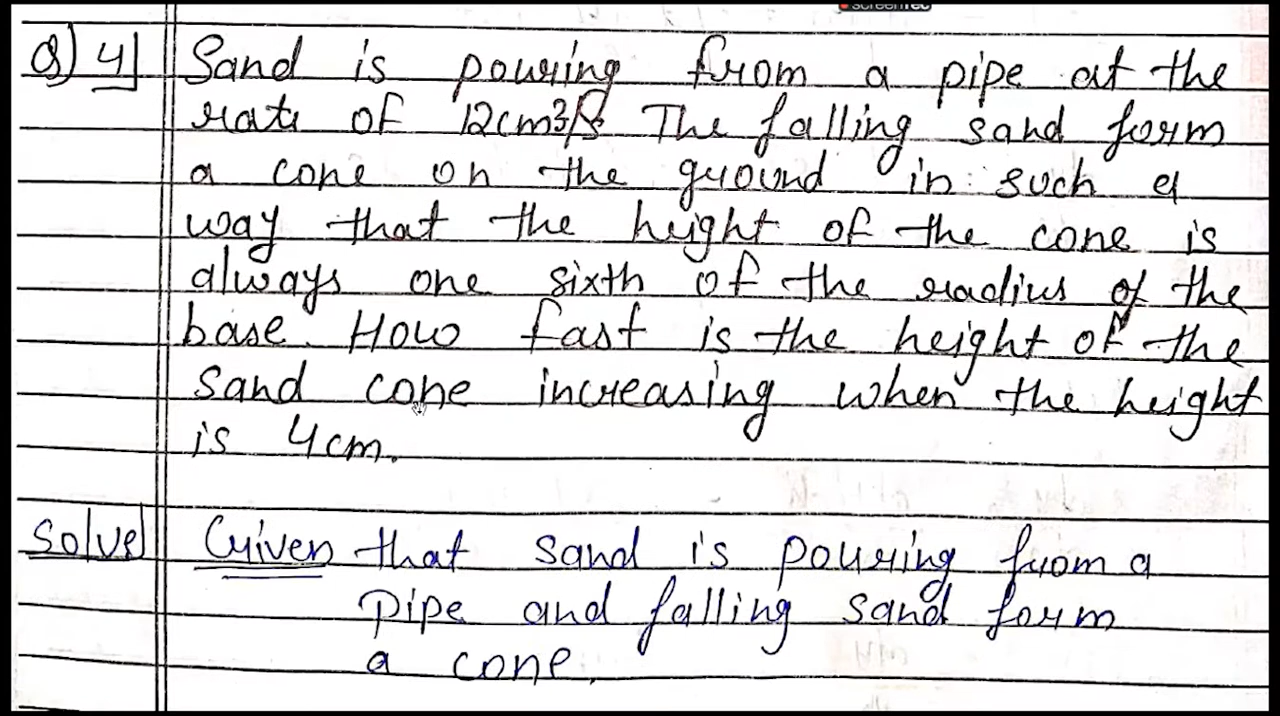 Screenrec
Q) 4] Sand is pouring from a pipe at the
rate of 12cm3/s The falling sand form
a cone on the ground in such a
way that the height of the cone is
always one sixth of the radius of the
base. How fast is the height of the
sand cone increasing when the height
is 4cm.
Solve Given that sand is pouring from a
pipe and falling sand form
a cone.